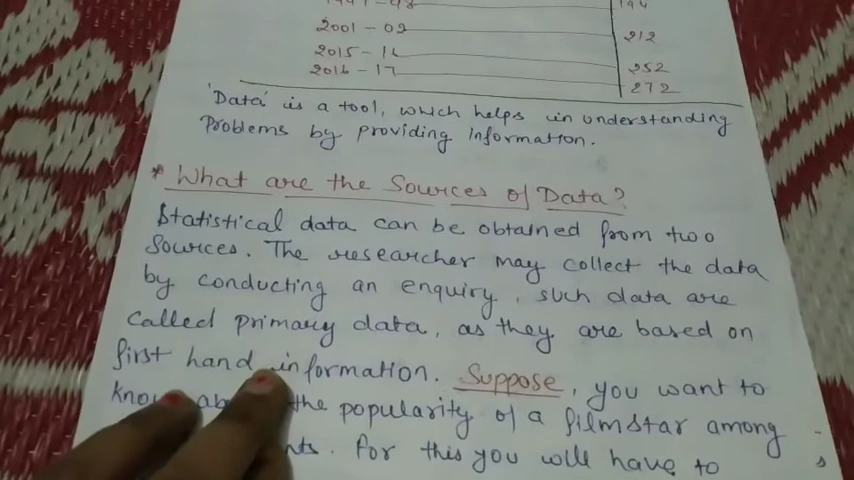 2001 - 02 212
2015 - 16 252
2016 - 17 272
'Data' is a tool, which helps in understanding
Problems by providing information.
* What are the Sources of Data?
Statistical data can be obtained from two
Sources. The researcher may collect the data
by conducting an enquiry, such data are
Called primary data, as they are based on
first hand information. Suppose, you want to
the popularity of a filmstar among
for this you will have to